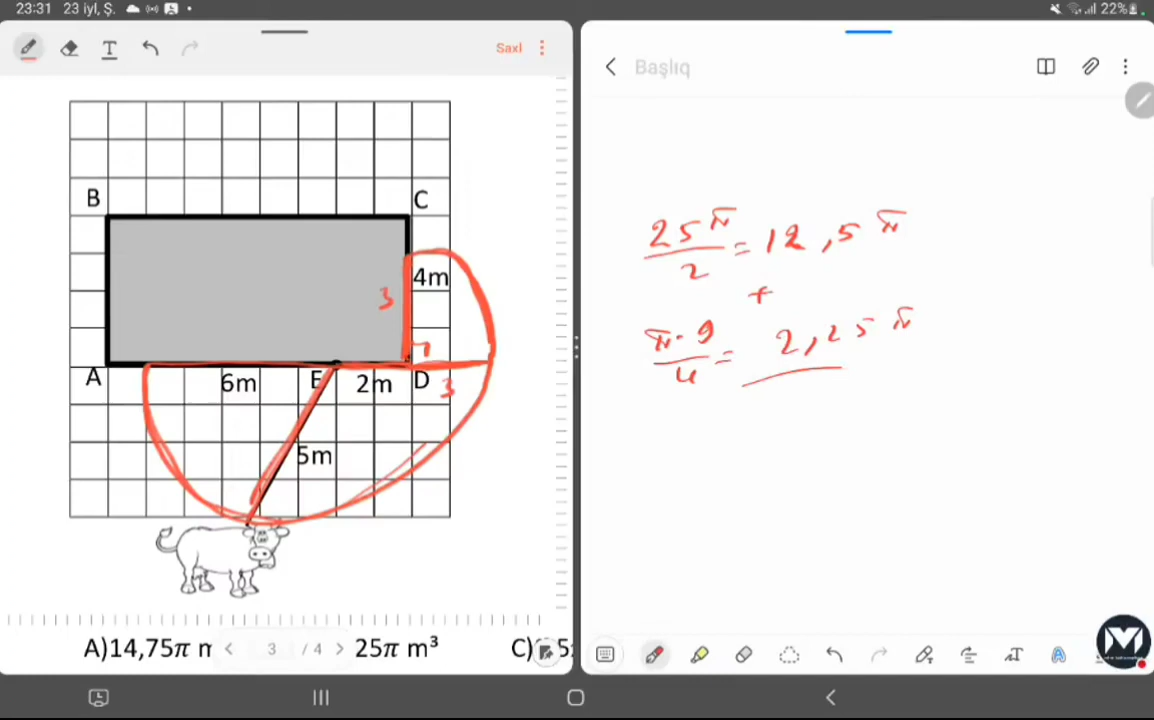 23:31 23 iyl, Ş. 22%
Saxl
Başlıq
B C
4m
3
A 6m E 2m D 3
5m
25π/2 = 12,5π
+
π·9/4 = 2,25π
A)14,75π m 3 / 4 25π m³ C)